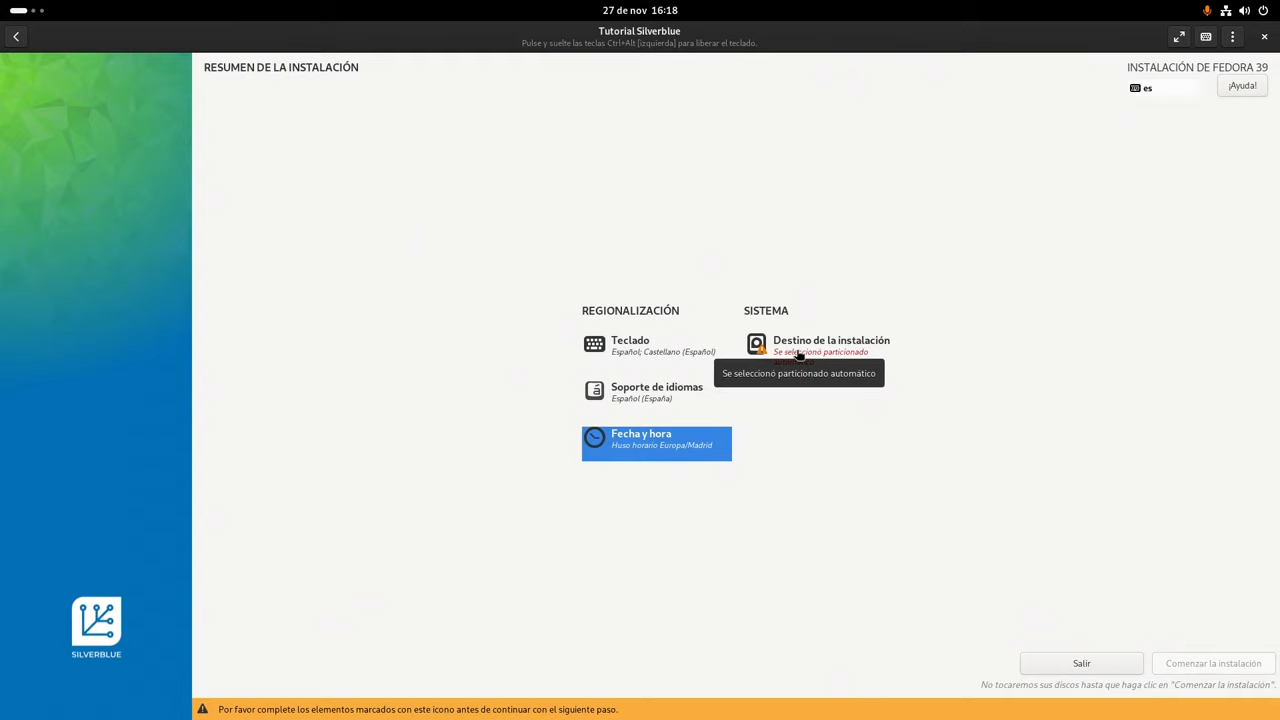 27 de nov 16:18
Tutorial Silverblue
Pulse y suelte las teclas Ctrl+Alt [izquierda] para liberar el teclado.
RESUMEN DE LA INSTALACIÓN
INSTALACIÓN DE FEDORA 39
es
¡Ayuda!
REGIONALIZACIÓN
SISTEMA
Teclado
Español; Castellano (Español)
Destino de la instalación
Se seleccionó particionado
Se seleccionó particionado automático
Soporte de idiomas
Español (España)
Fecha y hora
Huso horario Europa/Madrid
SILVERBLUE
Salir
Comenzar la instalación
No tocaremos sus discos hasta que haga clic en "Comenzar la instalación".
Por favor complete los elementos marcados con este icono antes de continuar con el siguiente paso.